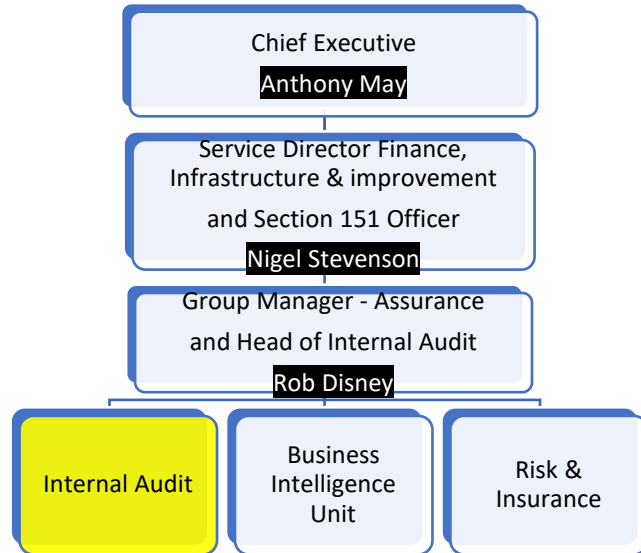 Chief Executive
Anthony May
Service Director Finance,
Infrastructure & improvement
and Section 151 Officer
Nigel Stevenson
Group Manager - Assurance
and Head of Internal Audit
Rob Disney
Internal Audit
Business
Intelligence
Unit
Risk &
Insurance